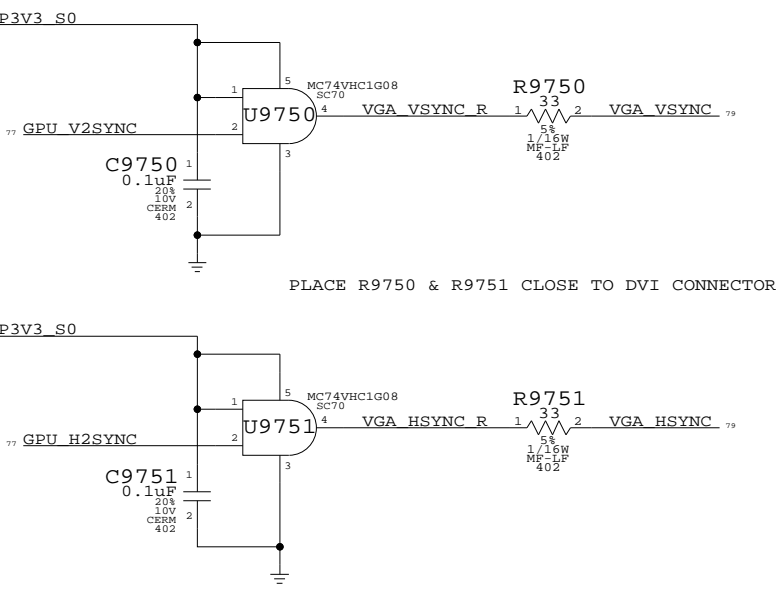 P3V3_S0
5
MC74VHC1G08
SC70
R9750
1
U9750
4
VGA_VSYNC_R
1
33
2
VGA_VSYNC
79
77
GPU_V2SYNC
2
5%
1/16W
MF-LF
402
3
C9750
1
0.1uF
20%
10V
CERM
402
2
PLACE R9750 & R9751 CLOSE TO DVI CONNECTOR
P3V3_S0
5
MC74VHC1G08
SC70
R9751
1
U9751
4
VGA_HSYNC_R
1
33
2
VGA_HSYNC
79
77
GPU_H2SYNC
2
5%
1/16W
MF-LF
402
3
C9751
1
0.1uF
20%
10V
CERM
402
2